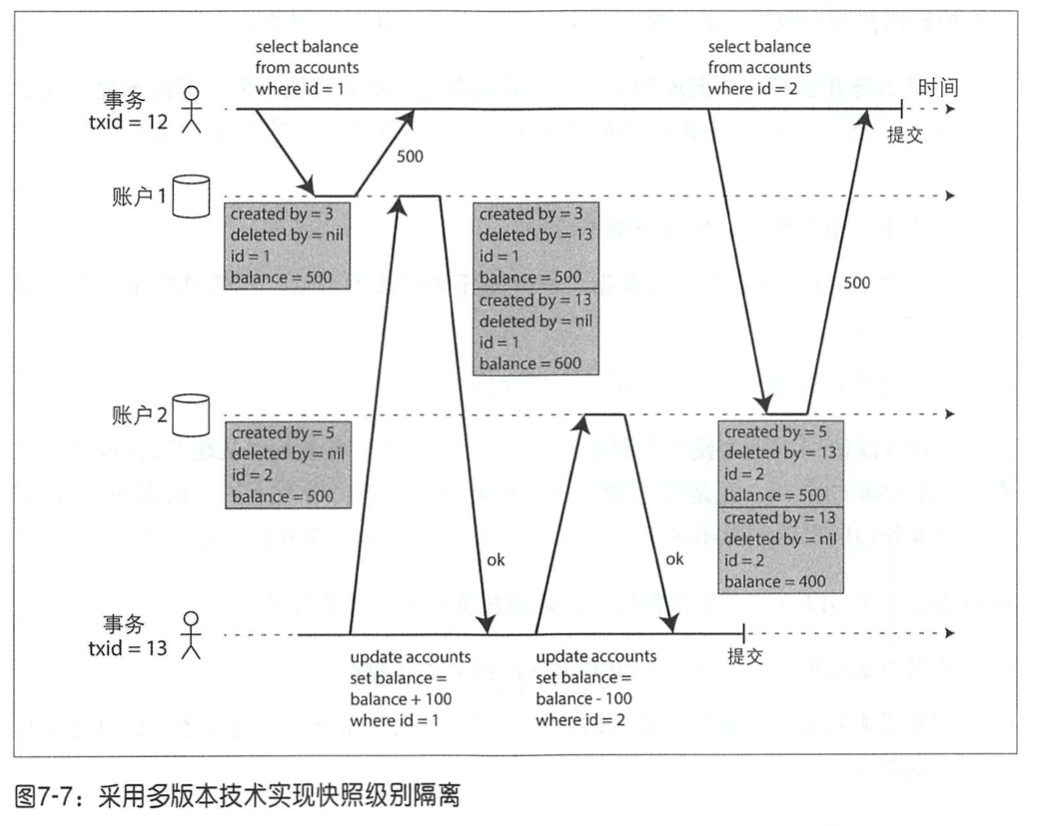 select balance
from accounts
where id = 1
select balance
from accounts
where id = 2
时间
事务
txid = 12
提交
500
账户1
created by = 3
deleted by = nil
id = 1
balance = 500
created by = 3
deleted by = 13
id = 1
balance = 500
created by = 13
deleted by = nil
id = 1
balance = 600
500
账户2
created by = 5
deleted by = nil
id = 2
balance = 500
created by = 5
deleted by = 13
id = 2
balance = 500
created by = 13
deleted by = nil
id = 2
balance = 400
ok
ok
事务
txid = 13
提交
update accounts
set balance =
balance + 100
where id = 1
update accounts
set balance =
balance - 100
where id = 2
图7-7：采用多版本技术实现快照级别隔离